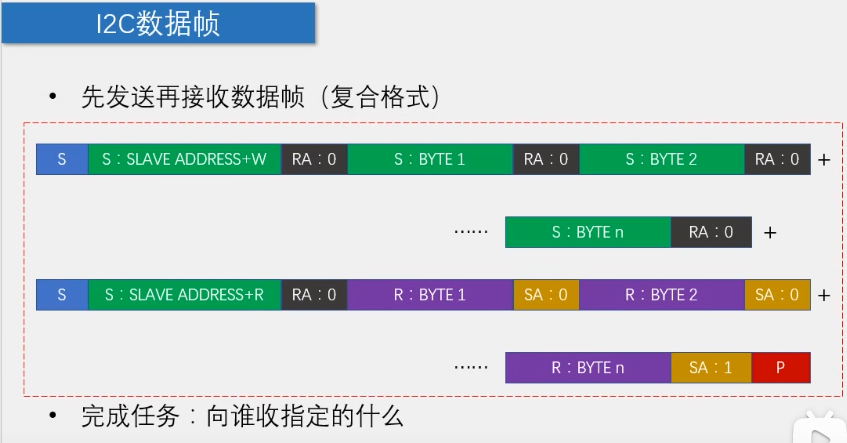 I2C数据帧
• 先发送再接收数据帧（复合格式）
S S：SLAVE ADDRESS+W RA：0 S：BYTE 1 RA：0 S：BYTE 2 RA：0 +
…… S：BYTE n RA：0 +
S S：SLAVE ADDRESS+R RA：0 R：BYTE 1 SA：0 R：BYTE 2 SA：0 +
…… R：BYTE n SA：1 P
• 完成任务：向谁收指定的什么